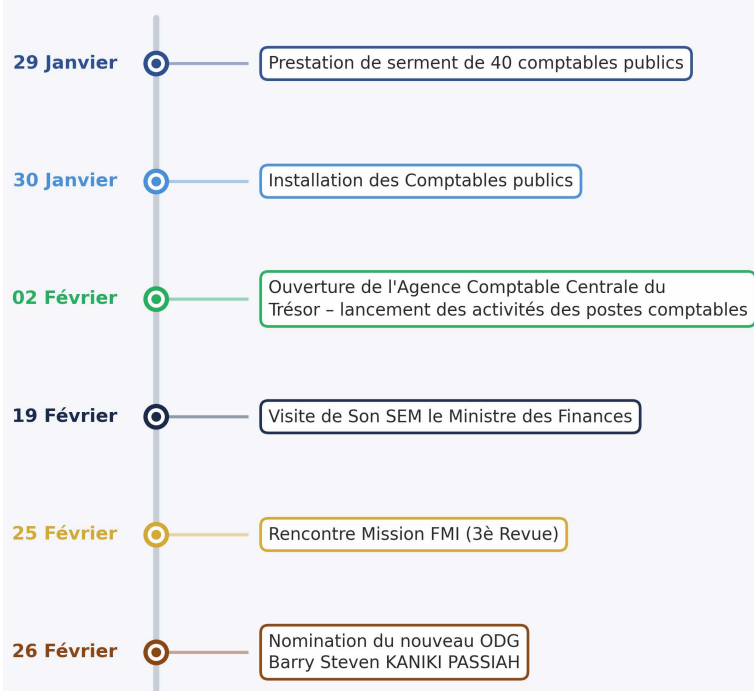 29 Janvier
Prestation de serment de 40 comptables publics
30 Janvier
Installation des Comptables publics
02 Février
Ouverture de l'Agence Comptable Centrale du
Trésor – lancement des activités des postes comptables
19 Février
Visite de Son SEM le Ministre des Finances
25 Février
Rencontre Mission FMI (3è Revue)
26 Février
Nomination du nouveau ODG
Barry Steven KANIKI PASSIAH